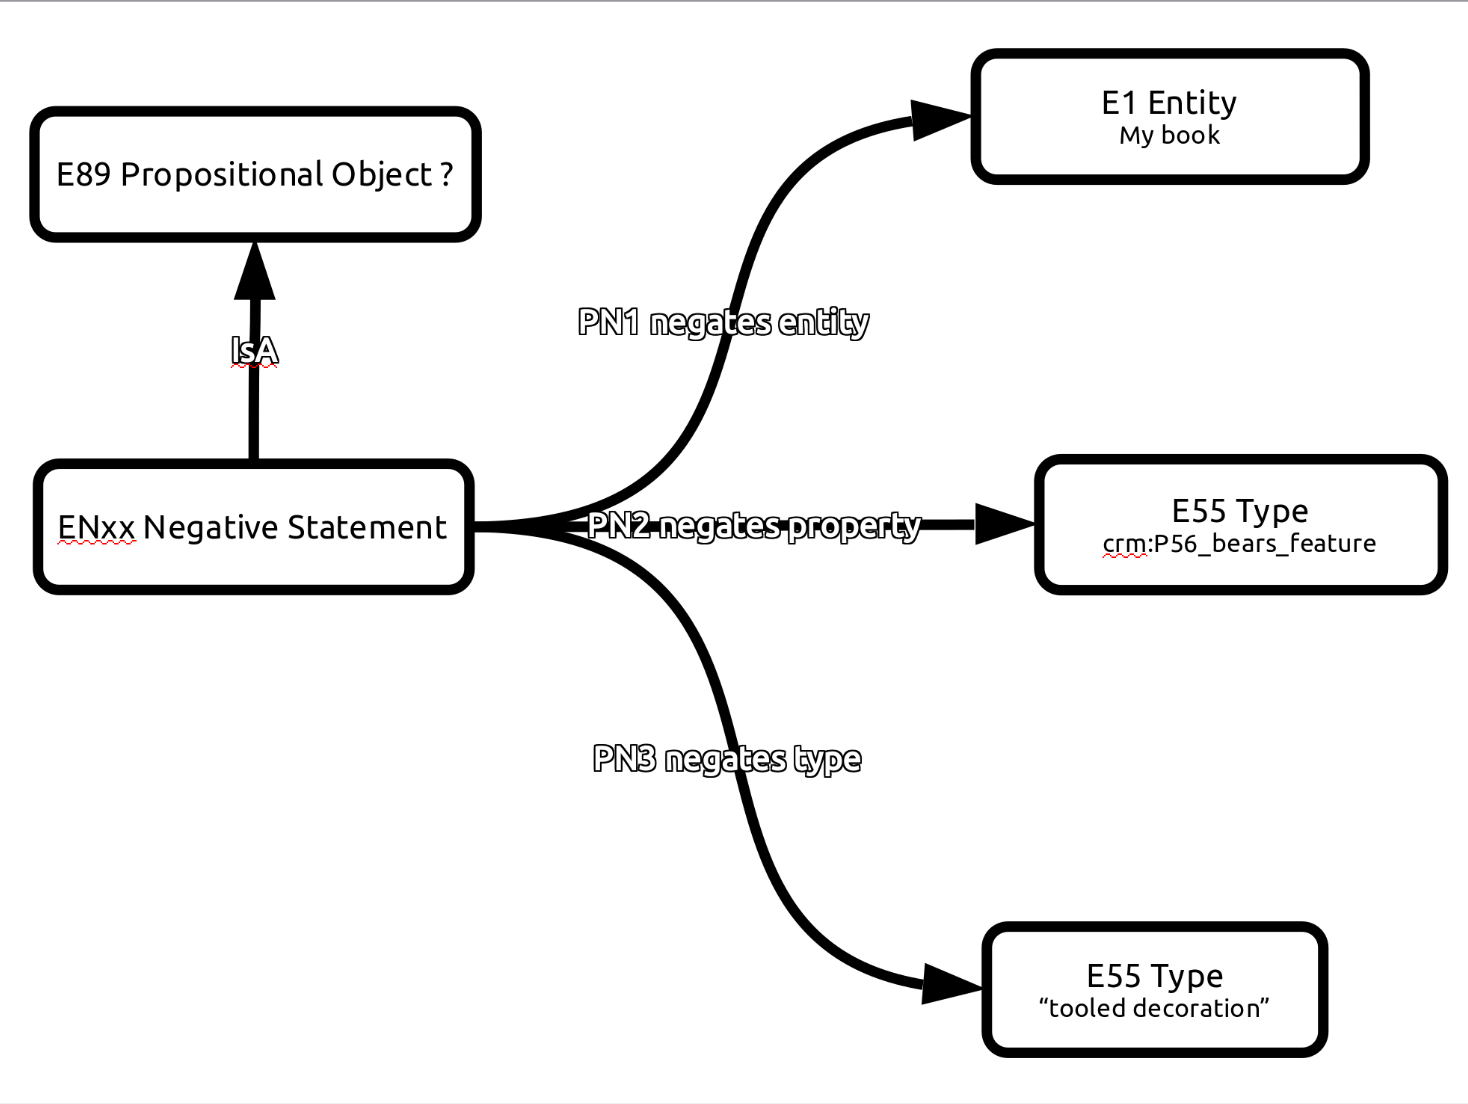 E1 Entity
My book
E89 Propositional Object ?
PN1 negates entity
IsA
ENxx Negative Statement
PN2 negates property
E55 Type
crm:P56_bears_feature
PN3 negates type
E55 Type
“tooled decoration”